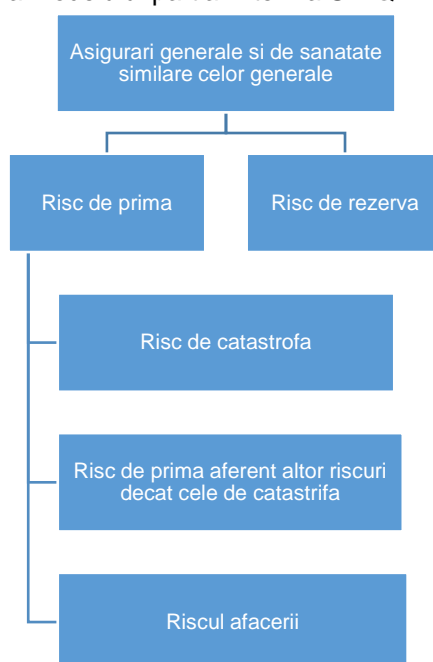 Asigurari generale si de sanatate
similare celor generale
Risc de prima
Risc de rezerva
Risc de catastrofa
Risc de prima aferent altor riscuri
decat cele de catastrifa
Riscul afacerii